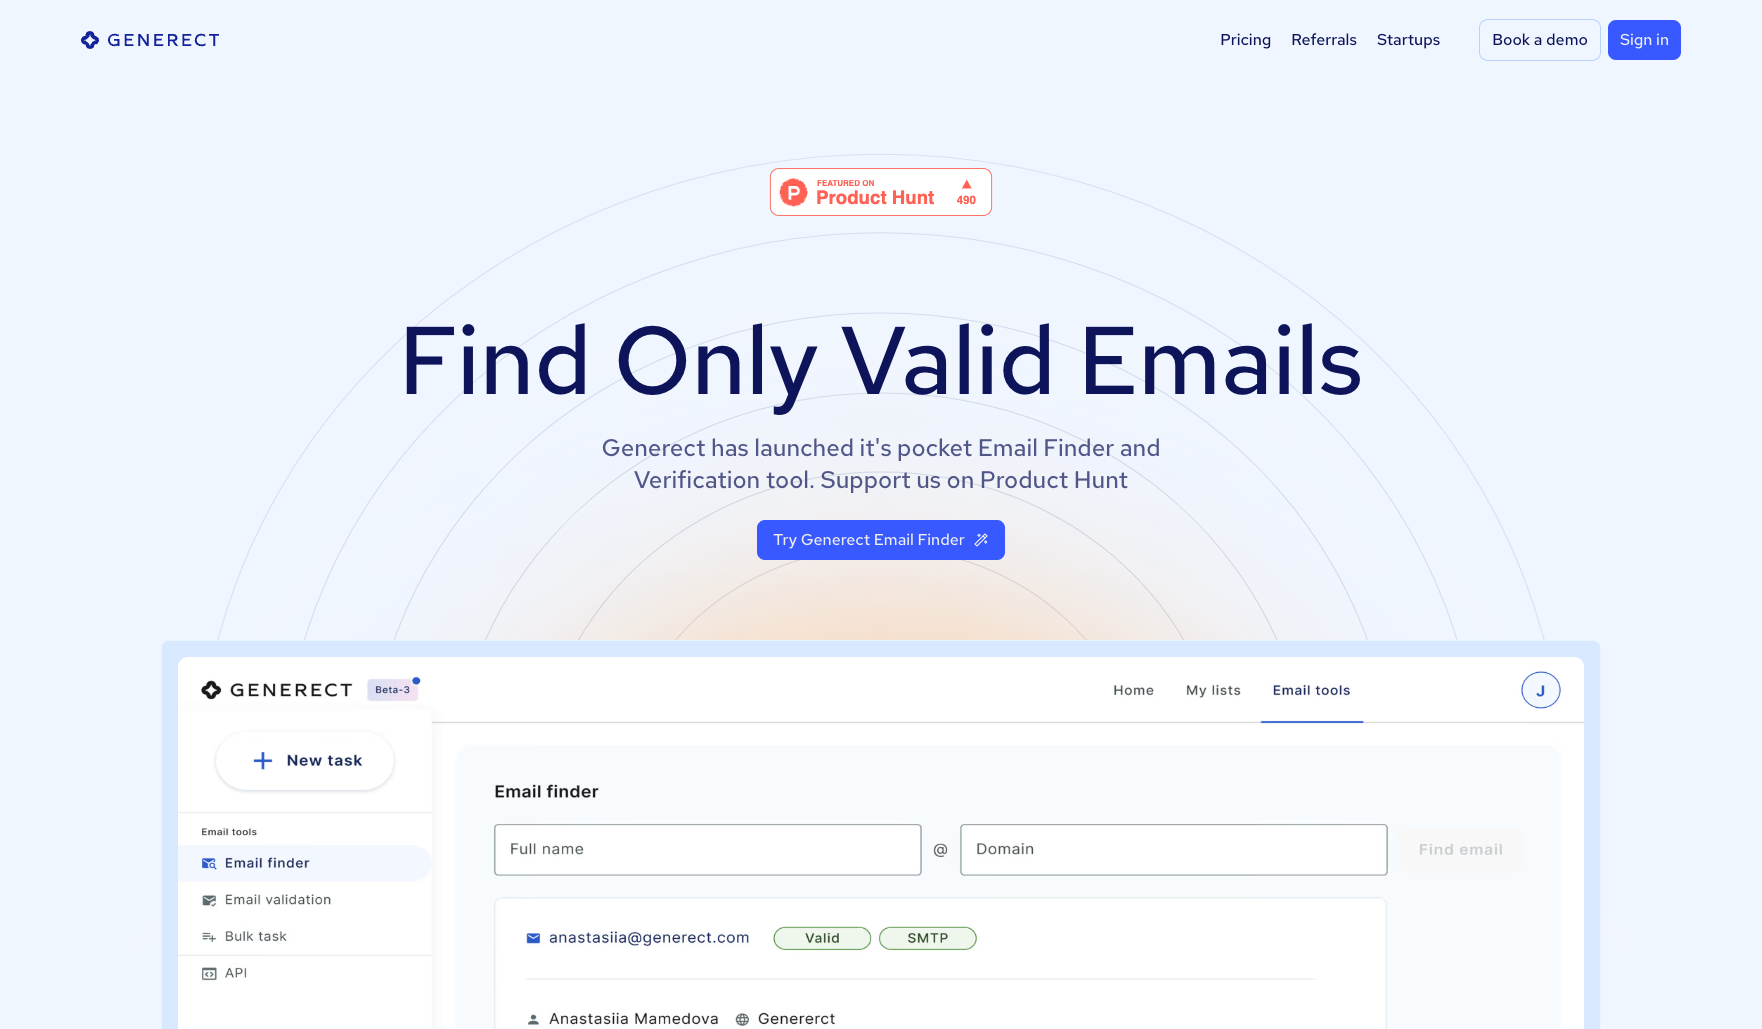 GENERECT
Pricing Referrals Startups Book a demo Sign in
FEATURED ON
Product Hunt
490
Find Only Valid Emails
Generect has launched it's pocket Email Finder and
Verification tool. Support us on Product Hunt
Try Generect Email Finder
GENERECT Beta-3 Home My lists Email tools J
New task
Email tools
Email finder
Email validation
Bulk task
API
Email finder
Full name @ Domain Find email
anastasiia@generect.com Valid SMTP
Anastasiia Mamedova Genererct